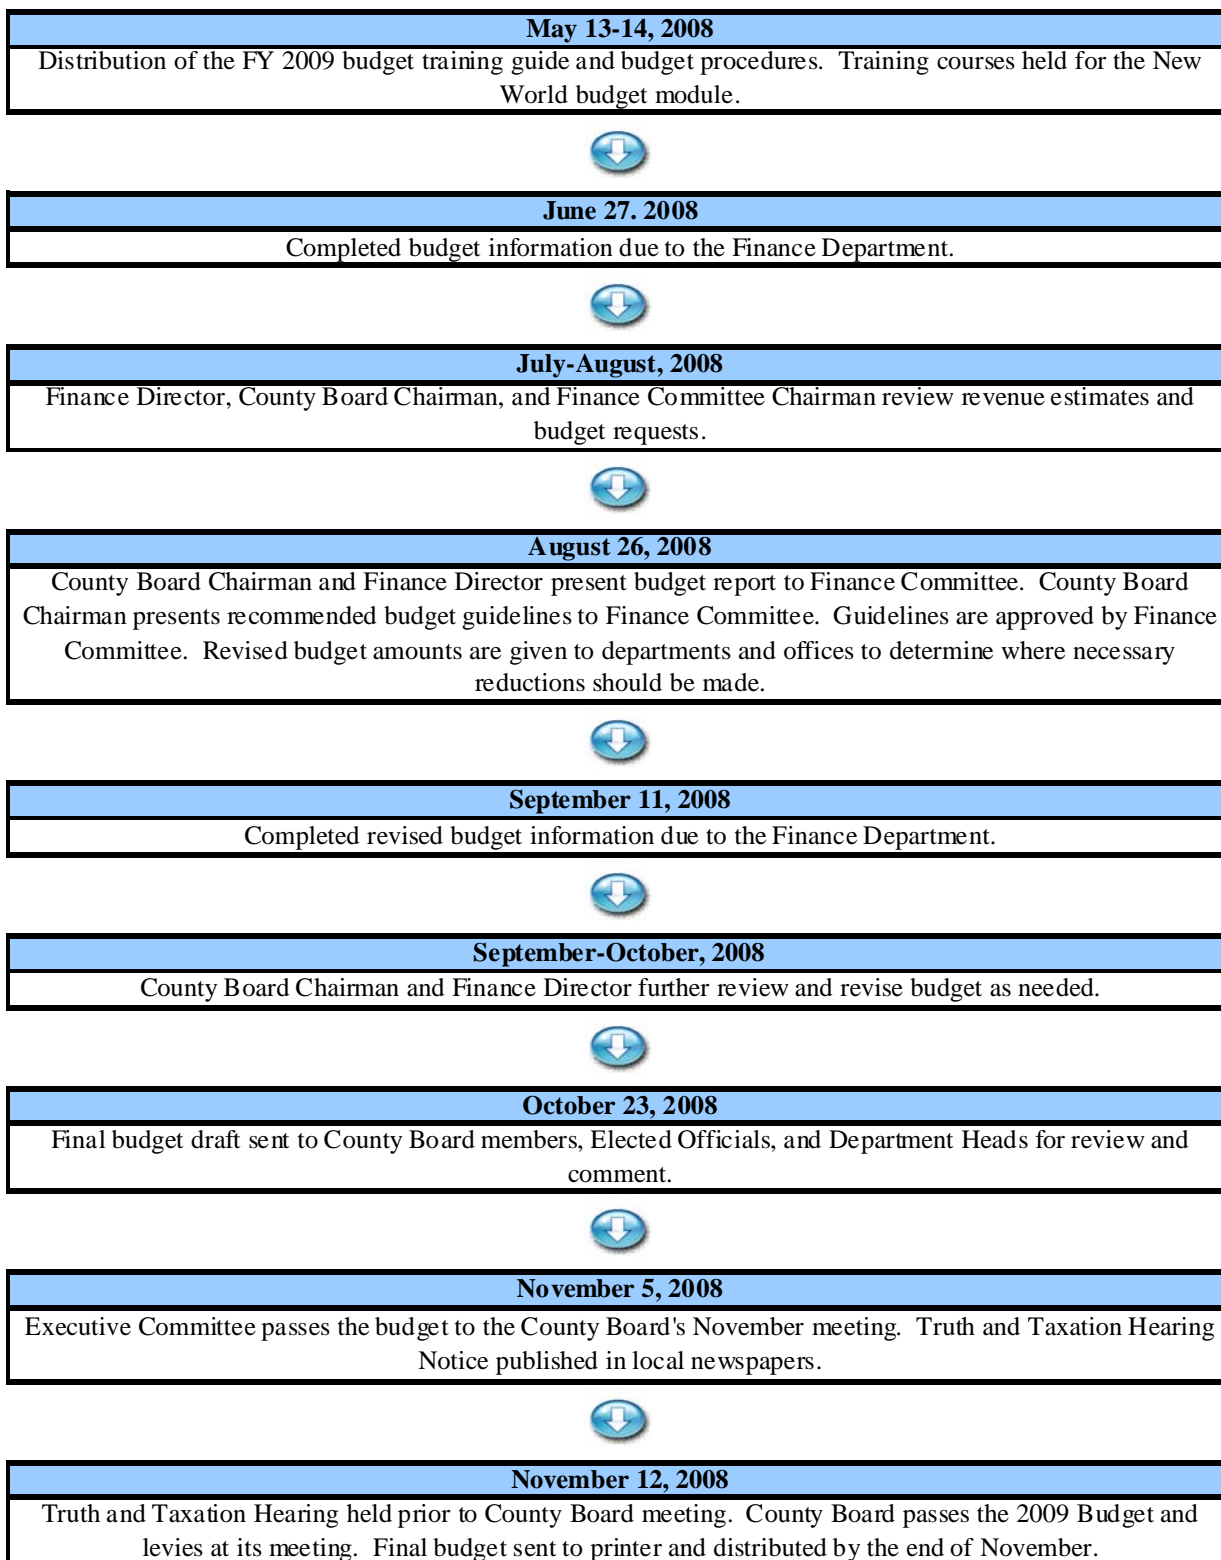 May 13-14, 2008
Distribution of the FY 2009 budget training guide and budget procedures. Training courses held for the New
World budget module.
June 27. 2008
Completed budget information due to the Finance Department.
July-August, 2008
Finance Director, County Board Chairman, and Finance Committee Chairman review revenue estimates and
budget requests.
August 26, 2008
County Board Chairman and Finance Director present budget report to Finance Committee. County Board
Chairman presents recommended budget guidelines to Finance Committee. Guidelines are approved by Finance
Committee. Revised budget amounts are given to departments and offices to determine where necessary
reductions should be made.
September 11, 2008
Completed revised budget information due to the Finance Department.
September-October, 2008
County Board Chairman and Finance Director further review and revise budget as needed.
October 23, 2008
Final budget draft sent to County Board members, Elected Officials, and Department Heads for review and
comment.
November 5, 2008
Executive Committee passes the budget to the County Board's November meeting. Truth and Taxation Hearing
Notice published in local newspapers.
November 12, 2008
Truth and Taxation Hearing held prior to County Board meeting. County Board passes the 2009 Budget and
levies at its meeting. Final budget sent to printer and distributed by the end of November.